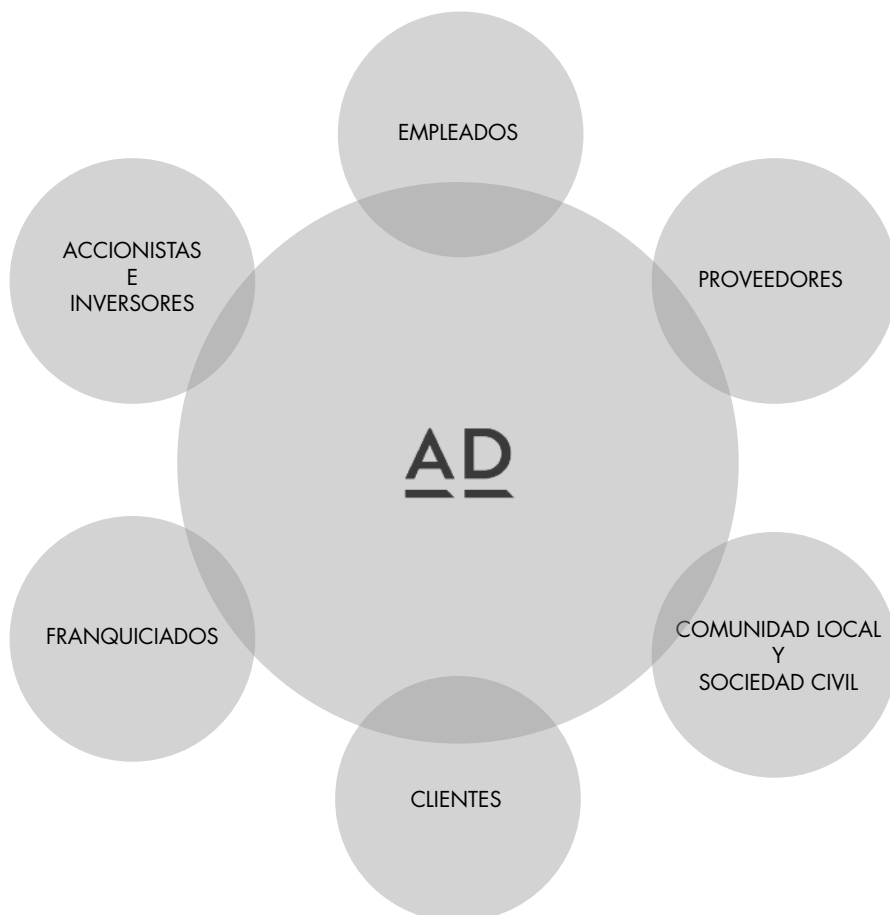 EMPLEADOS
ACCIONISTAS
E
INVERSORES
PROVEEDORES
AD
FRANQUICIADOS
COMUNIDAD LOCAL
Y
SOCIEDAD CIVIL
CLIENTES